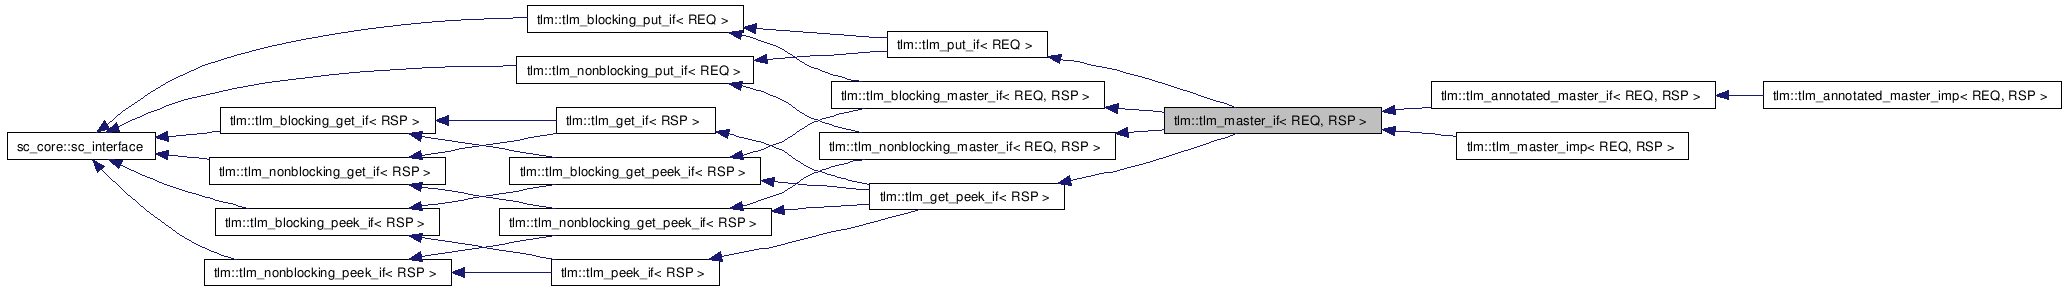 tlm::tlm_blocking_put_if< REQ >
tlm::tlm_put_if< REQ >
tlm::tlm_nonblocking_put_if< REQ >
tlm::tlm_blocking_master_if< REQ, RSP >
tlm::tlm_annotated_master_if< REQ, RSP >
tlm::tlm_annotated_master_imp< REQ, RSP >
tlm::tlm_blocking_get_if< RSP >
tlm::tlm_get_if< RSP >
tlm::tlm_master_if< REQ, RSP >
sc_core::sc_interface
tlm::tlm_nonblocking_master_if< REQ, RSP >
tlm::tlm_master_imp< REQ, RSP >
tlm::tlm_nonblocking_get_if< RSP >
tlm::tlm_blocking_get_peek_if< RSP >
tlm::tlm_get_peek_if< RSP >
tlm::tlm_blocking_peek_if< RSP >
tlm::tlm_nonblocking_get_peek_if< RSP >
tlm::tlm_nonblocking_peek_if< RSP >
tlm::tlm_peek_if< RSP >